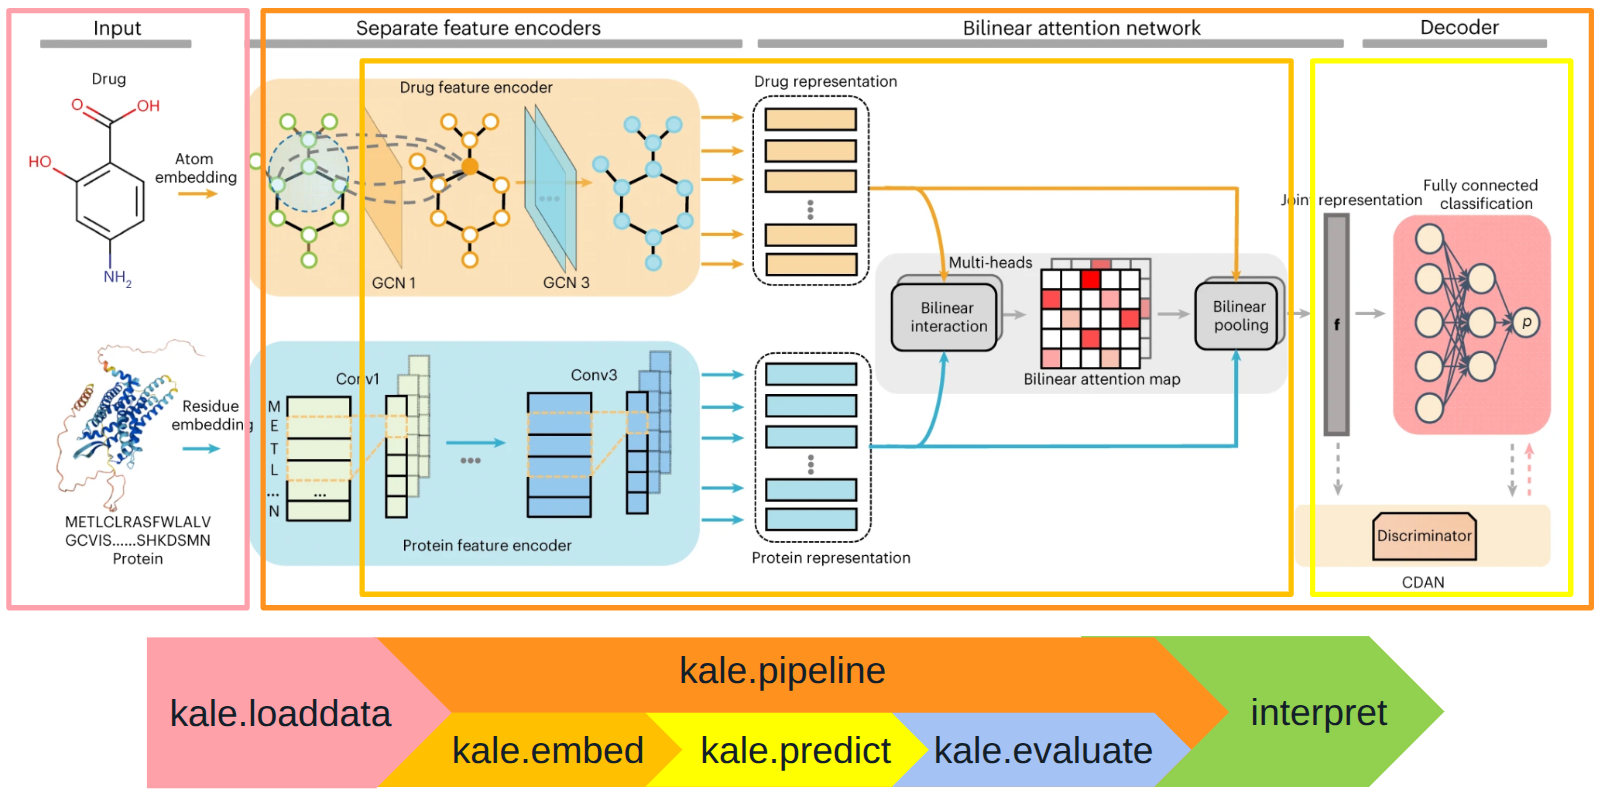 Input
Separate feature encoders
Bilinear attention network
Decoder
Drug
O
OH
HO
NH2
Atom
embedding
Drug feature encoder
GCN 1
GCN 3
Drug representation
Multi-heads
Bilinear
interaction
Bilinear attention map
Bilinear
pooling
Joint representation
f
Fully connected
classification
p
Residue
embedding
METLCLRASFWLALV
GCVIS......SHKDSMN
Protein
M
E
T
L
...
N
Conv1
...
Conv3
Protein feature encoder
Protein representation
Discriminator
CDAN
kale.loaddata
kale.pipeline
kale.embed
kale.predict
kale.evaluate
interpret